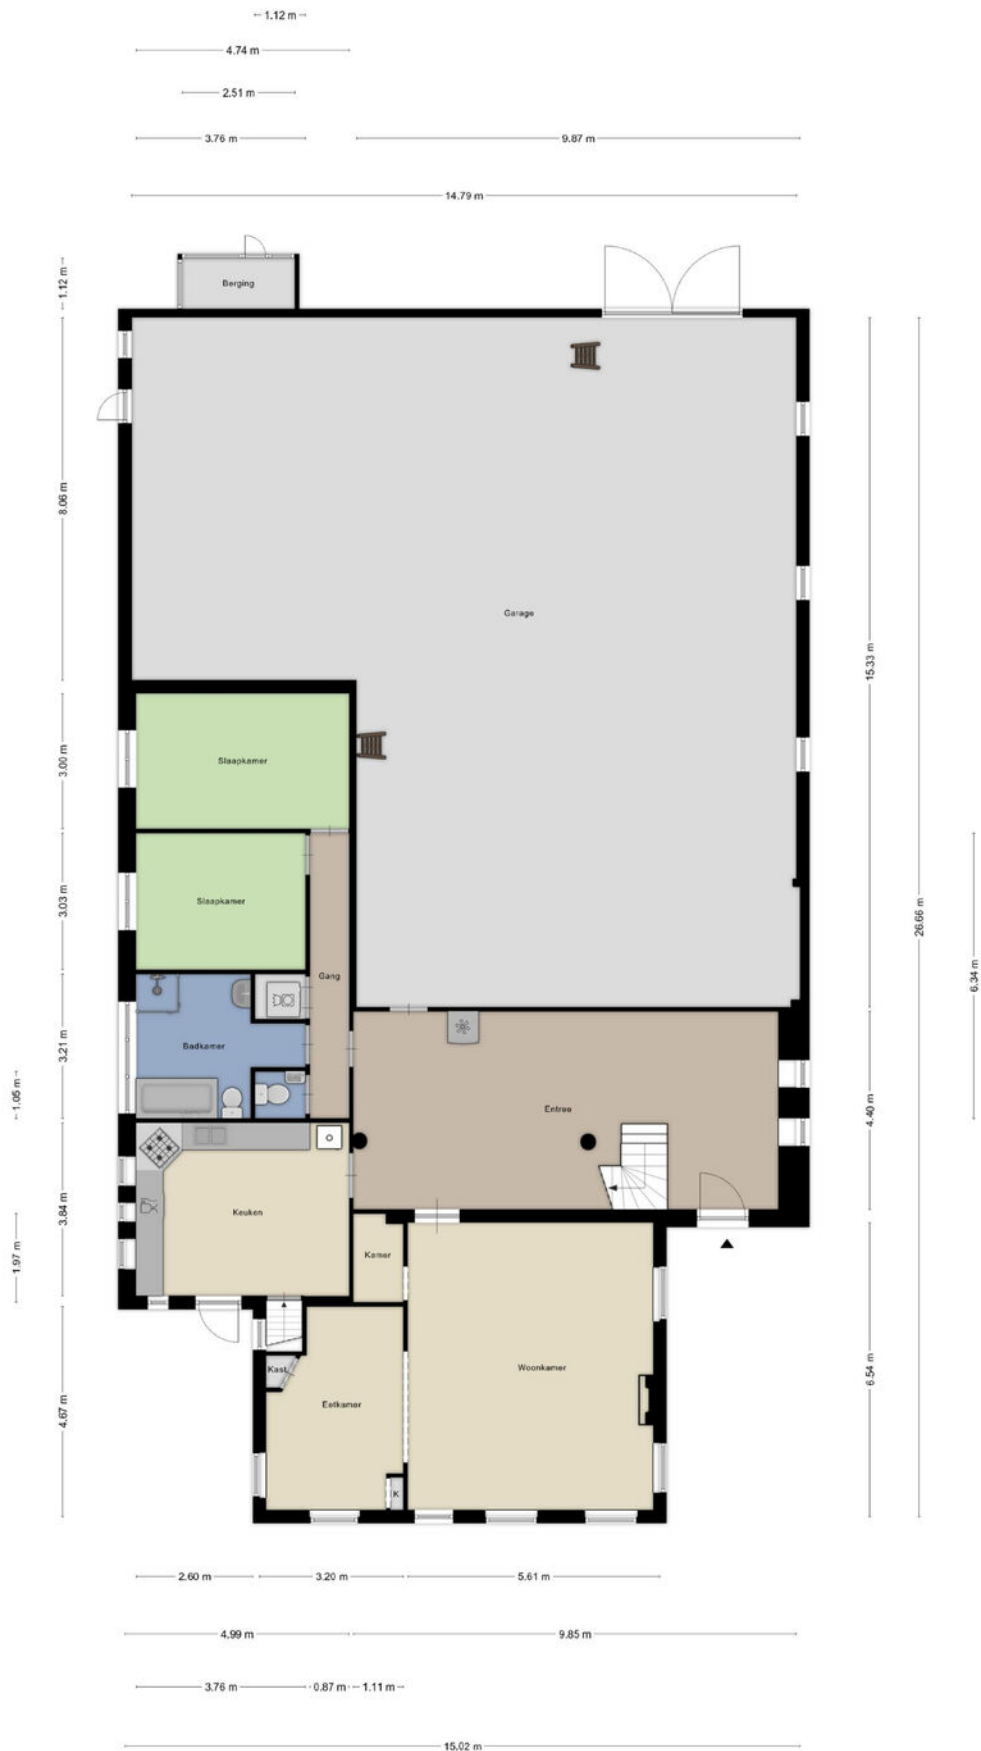 1.12 m
4.74 m
2.51 m
3.76 m
9.87 m
14.79 m
1.12 m
Berging
8.06 m
Garage
15.33 m
3.00 m
Slaapkamer
3.03 m
Slaapkamer
26.66 m
6.34 m
Gang
3.21 m
Badkamer
1.05 m
Entree
4.40 m
3.84 m
Keuken
1.97 m
Kamer
Woonkamer
Kast
Eetkamer
6.54 m
4.67 m
K
2.60 m
3.20 m
5.61 m
4.99 m
9.85 m
3.76 m
0.87 m
1.11 m
15.02 m